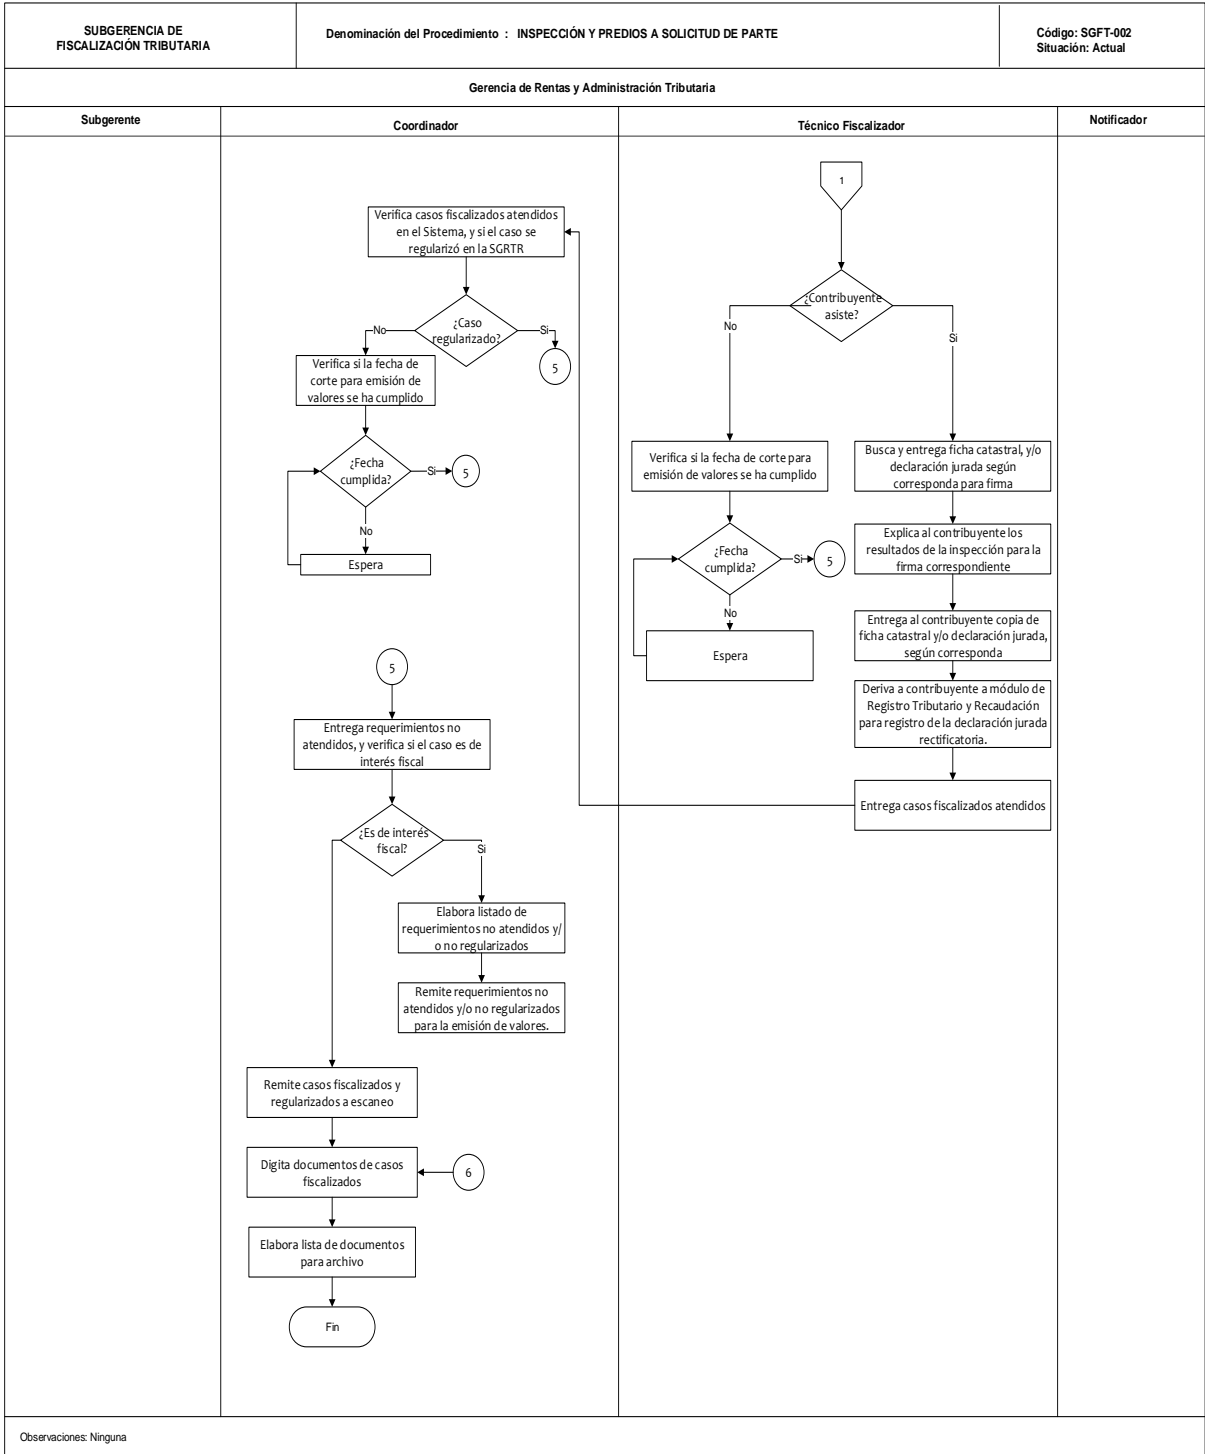 SUBGERENCIA DE
FISCALIZACIÓN TRIBUTARIA
Denominación del Procedimiento : INSPECCIÓN Y PREDIOS A SOLICITUD DE PARTE
Código: SGFT-002
Situación: Actual
Gerencia de Rentas y Administración Tributaria
Subgerente
Coordinador
Técnico Fiscalizador
Notificador
1
¿Contribuyente
asiste?
No
Si
Verifica si la fecha de corte para
emisión de valores se ha cumplido
¿Fecha
cumplida?
Si
5
No
Espera
Busca y entrega ficha catastral, y/o
declaración jurada según
corresponda para firma
Explica al contribuyente los
resultados de la inspección para la
firma correspondiente
Entrega al contribuyente copia de
ficha catastral y/o declaración jurada,
según corresponda
Deriva a contribuyente a módulo de
Registro Tributario y Recaudación
para registro de la declaración jurada
rectificatoria.
Entrega casos fiscalizados atendidos
Verifica casos fiscalizados atendidos
en el Sistema, y si el caso se
regularizó en la SGRTR
¿Caso
regularizado?
No
Si
5
Verifica si la fecha de
corte para emisión de
valores se ha cumplido
¿Fecha
cumplida?
Si
5
No
Espera
5
Entrega requerimientos no
atendidos, y verifica si el caso es de
interés fiscal
¿Es de interés
fiscal?
Si
Elabora listado de
requerimientos no atendidos y/
o no regularizados
Remite requerimientos no
atendidos y/o no regularizados
para la emisión de valores.
Remite casos fiscalizados y
regularizados a escaneo
Digita documentos de casos
fiscalizados
6
Elabora lista de documentos
para archivo
Fin
Observaciones: Ninguna